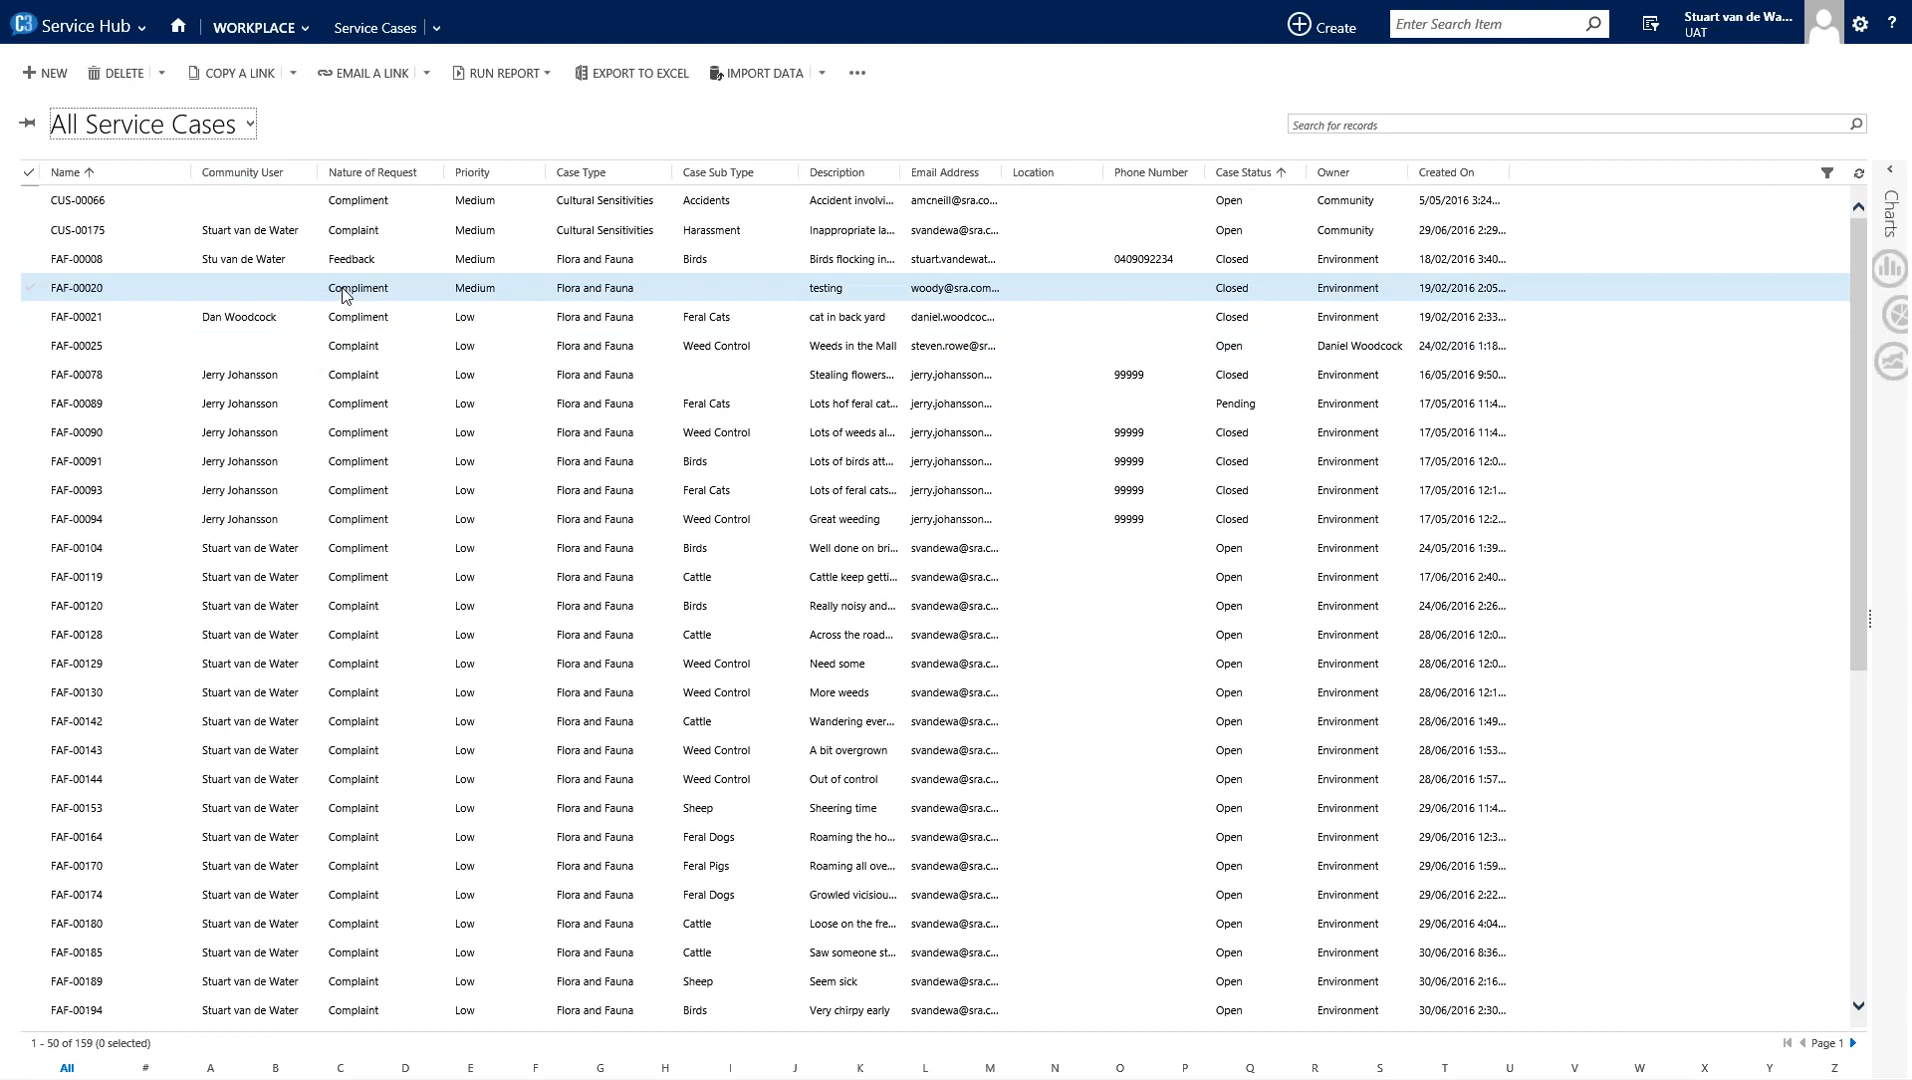 C3 Service Hub WORKPLACE Service Cases Create Enter Search Item Stuart van de Wa... ?
UAT
NEW DELETE COPY A LINK EMAIL A LINK RUN REPORT EXPORT TO EXCEL IMPORT DATA
All Service Cases Search for records
Name Community User Nature of Request Priority Case Type Case Sub Type Description Email Address Location Phone Number Case Status Owner Created On
Charts
CUS-00066 Compliment Medium Cultural Sensitivities Accidents Accident involvi... amcneill@sra.co... Open Community 5/05/2016 3:24...
CUS-00175 Stuart van de Water Complaint Medium Cultural Sensitivities Harassment Inappropriate la... svandewa@sra.c... Open Community 29/06/2016 2:29...
FAF-00008 Stu van de Water Feedback Medium Flora and Fauna Birds Birds flocking in... stuart.vandewat... 0409092234 Closed Environment 18/02/2016 3:40...
FAF-00020 Compliment Medium Flora and Fauna testing woody@sra.com... Closed Environment 19/02/2016 2:05...
FAF-00021 Dan Woodcock Compliment Low Flora and Fauna Feral Cats cat in back yard daniel.woodcoc... Closed Environment 19/02/2016 2:33...
FAF-00025 Complaint Low Flora and Fauna Weed Control Weeds in the Mall steven.rowe@sr... Open Daniel Woodcock 24/02/2016 1:18...
FAF-00078 Jerry Johansson Complaint Low Flora and Fauna Stealing flowers... jerry.johansson... 99999 Closed Environment 16/05/2016 9:50...
FAF-00089 Jerry Johansson Compliment Low Flora and Fauna Feral Cats Lots hof feral cat... jerry.johansson... Pending Environment 17/05/2016 11:4...
FAF-00090 Jerry Johansson Compliment Low Flora and Fauna Weed Control Lots of weeds al... jerry.johansson... 99999 Closed Environment 17/05/2016 11:4...
FAF-00091 Jerry Johansson Compliment Low Flora and Fauna Birds Lots of birds att... jerry.johansson... 99999 Closed Environment 17/05/2016 12:0...
FAF-00093 Jerry Johansson Compliment Low Flora and Fauna Feral Cats Lots of feral cats... jerry.johansson... 99999 Closed Environment 17/05/2016 12:1...
FAF-00094 Jerry Johansson Compliment Low Flora and Fauna Weed Control Great weeding jerry.johansson... 99999 Closed Environment 17/05/2016 12:2...
FAF-00104 Stuart van de Water Compliment Low Flora and Fauna Birds Well done on bri... svandewa@sra.c... Open Environment 24/05/2016 1:39...
FAF-00119 Stuart van de Water Compliment Low Flora and Fauna Cattle Cattle keep getti... svandewa@sra.c... Open Environment 17/06/2016 2:40...
FAF-00120 Stuart van de Water Complaint Low Flora and Fauna Birds Really noisy and... svandewa@sra.c... Open Environment 24/06/2016 2:26...
FAF-00128 Stuart van de Water Complaint Low Flora and Fauna Cattle Across the road... svandewa@sra.c... Open Environment 28/06/2016 12:0...
FAF-00129 Stuart van de Water Complaint Low Flora and Fauna Weed Control Need some svandewa@sra.c... Open Environment 28/06/2016 12:0...
FAF-00130 Stuart van de Water Complaint Low Flora and Fauna Weed Control More weeds svandewa@sra.c... Open Environment 28/06/2016 12:1...
FAF-00142 Stuart van de Water Complaint Low Flora and Fauna Cattle Wandering ever... svandewa@sra.c... Open Environment 28/06/2016 1:49...
FAF-00143 Stuart van de Water Complaint Low Flora and Fauna Weed Control A bit overgrown svandewa@sra.c... Open Environment 28/06/2016 1:53...
FAF-00144 Stuart van de Water Complaint Low Flora and Fauna Weed Control Out of control svandewa@sra.c... Open Environment 28/06/2016 1:57...
FAF-00153 Stuart van de Water Complaint Low Flora and Fauna Sheep Sheering time svandewa@sra.c... Open Environment 29/06/2016 11:4...
FAF-00164 Stuart van de Water Complaint Low Flora and Fauna Feral Dogs Roaming the ho... svandewa@sra.c... Open Environment 29/06/2016 12:3...
FAF-00170 Stuart van de Water Complaint Low Flora and Fauna Feral Pigs Roaming all ove... svandewa@sra.c... Open Environment 29/06/2016 1:59...
FAF-00174 Stuart van de Water Complaint Low Flora and Fauna Feral Dogs Growled vicisiou... svandewa@sra.c... Open Environment 29/06/2016 2:22...
FAF-00180 Stuart van de Water Complaint Low Flora and Fauna Cattle Loose on the fre... svandewa@sra.c... Open Environment 29/06/2016 4:04...
FAF-00185 Stuart van de Water Complaint Low Flora and Fauna Cattle Saw someone st... svandewa@sra.c... Open Environment 30/06/2016 8:36...
FAF-00189 Stuart van de Water Complaint Low Flora and Fauna Sheep Seem sick svandewa@sra.c... Open Environment 30/06/2016 2:16...
FAF-00194 Stuart van de Water Complaint Low Flora and Fauna Birds Very chirpy early svandewa@sra.c... Open Environment 30/06/2016 2:30...
1 - 50 of 159 (0 selected) Page 1
All # A B C D E F G H I J K L M N O P Q R S T U V W X Y Z